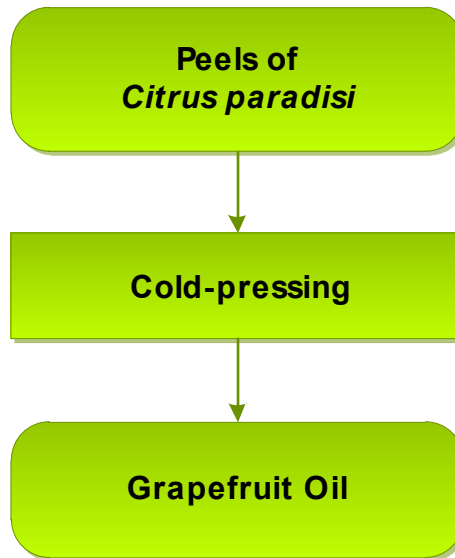 Peels of
Citrus paradisi
Cold-pressing
Grapefruit Oil